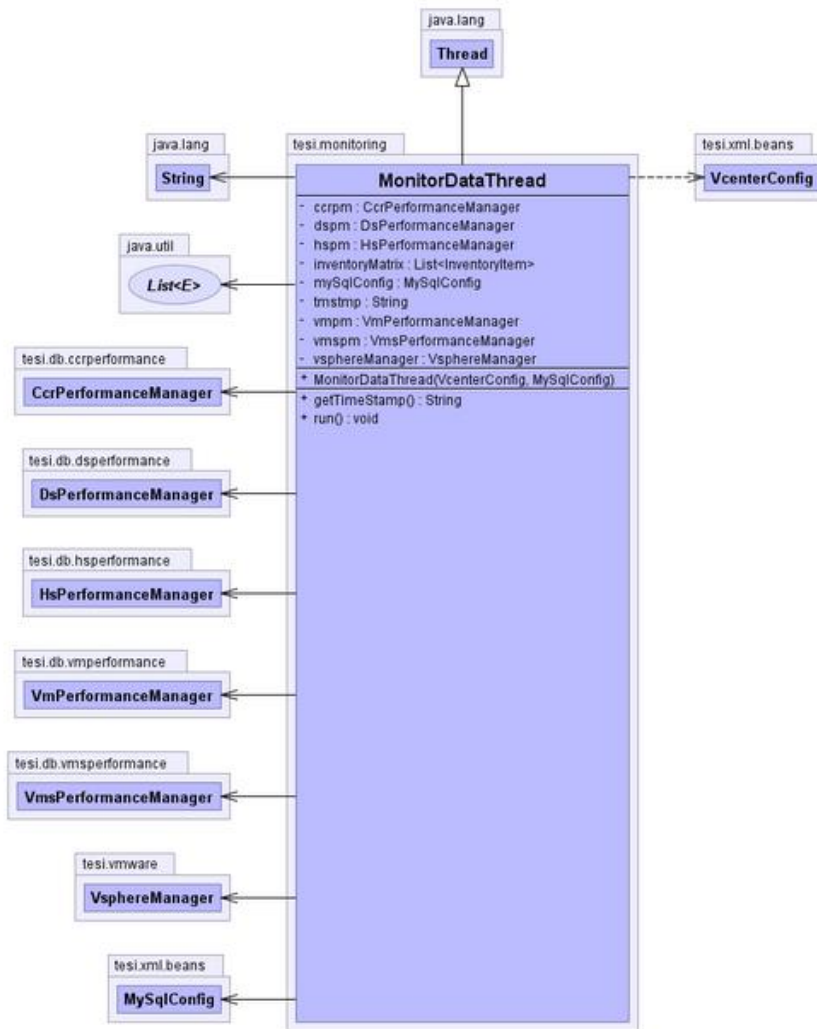 java.lang
Thread
java.lang
String
tesi.monitoring
tesi.xml.beans
VcenterConfig
MonitorDataThread
- ccrpm : CcrPerformanceManager
- dspm : DsPerformanceManager
- hspm : HsPerformanceManager
- inventoryMatrix : List<InventoryItem>
- mySqlConfig : MySqlConfig
- tmstmp : String
- vmpm : VmPerformanceManager
- vmspm : VmsPerformanceManager
- vsphereManager : VsphereManager
+ MonitorDataThread(VcenterConfig, MySqlConfig)
+ getTimeStamp() : String
+ run() : void
java.util
List<E>
tesi.db.ccrperformance
CcrPerformanceManager
tesi.db.dsperformance
DsPerformanceManager
tesi.db.hsperformance
HsPerformanceManager
tesi.db.vmperformance
VmPerformanceManager
tesi.db.vmsperformance
VmsPerformanceManager
tesi.vmware
VsphereManager
tesi.xml.beans
MySqlConfig